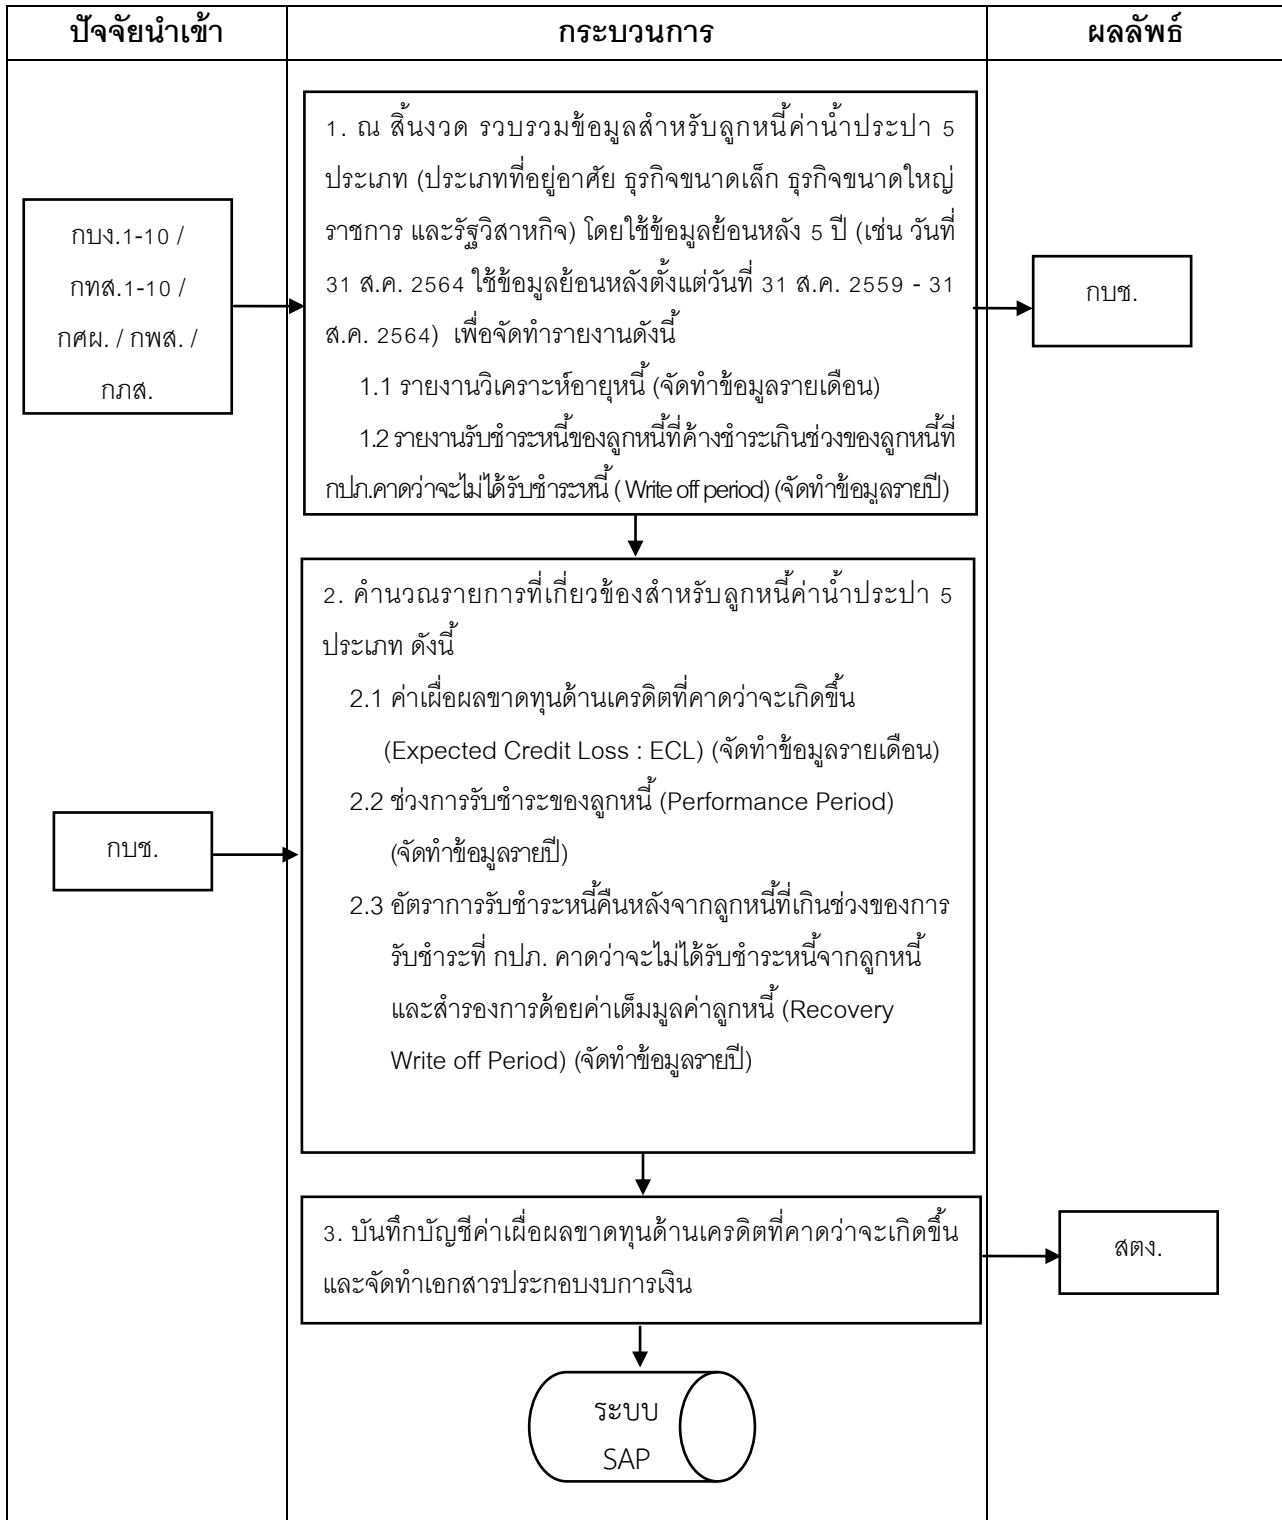 ปัจจัยนำเข้า
กระบวนการ
ผลลัพธ์
กบง.1-10 /
กทส.1-10 /
กศผ. / กพส. /
กภส.
1. ณ สิ้นงวด รวบรวมข้อมูลสำหรับลูกหนี้ค่าน้ำประปา 5
ประเภท (ประเภทที่อยู่อาศัย ธุรกิจขนาดเล็ก ธุรกิจขนาดใหญ่
ราชการ และรัฐวิสาหกิจ) โดยใช้ข้อมูลย้อนหลัง 5 ปี (เช่น วันที่
31 ส.ค. 2564 ใช้ข้อมูลย้อนหลังตั้งแต่วันที่ 31 ส.ค. 2559 - 31
ส.ค. 2564) เพื่อจัดทำรายงานดังนี้
1.1 รายงานวิเคราะห์อายุหนี้ (จัดทำข้อมูลรายเดือน)
1.2 รายงานรับชำระหนี้ของลูกหนี้ที่ค้างชำระเกินช่วงของลูกหนี้ที่
กปภ.คาดว่าจะไม่ได้รับชำระหนี้ ( Write off period) (จัดทำข้อมูลรายปี)
กบช.
กบช.
2. คำนวณรายการที่เกี่ยวข้องสำหรับลูกหนี้ค่าน้ำประปา 5
ประเภท ดังนี้
2.1 ค่าเผื่อผลขาดทุนด้านเครดิตที่คาดว่าจะเกิดขึ้น
(Expected Credit Loss : ECL) (จัดทำข้อมูลรายเดือน)
2.2 ช่วงการรับชำระของลูกหนี้ (Performance Period)
(จัดทำข้อมูลรายปี)
2.3 อัตราการรับชำระหนี้คืนหลังจากลูกหนี้ที่เกินช่วงของการ
รับชำระที่ กปภ. คาดว่าจะไม่ได้รับชำระหนี้จากลูกหนี้
และสำรองการด้อยค่าเต็มมูลค่าลูกหนี้ (Recovery
Write off Period) (จัดทำข้อมูลรายปี)
3. บันทึกบัญชีค่าเผื่อผลขาดทุนด้านเครดิตที่คาดว่าจะเกิดขึ้น
และจัดทำเอกสารประกอบงบการเงิน
สตง.
ระบบ
SAP